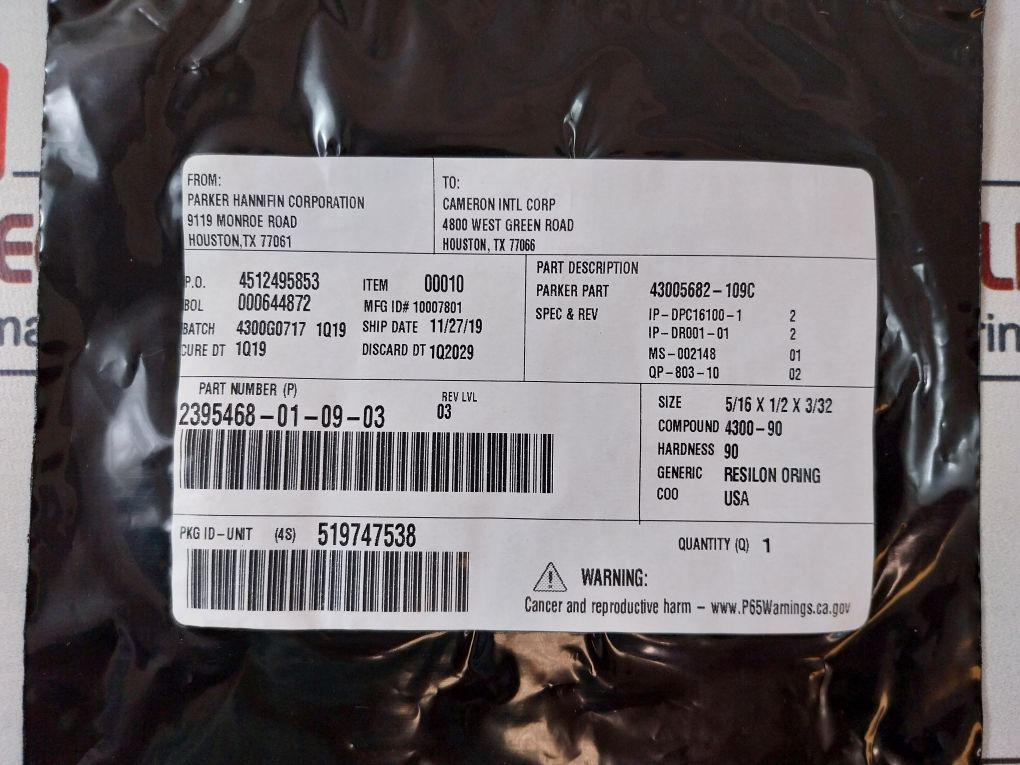 FROM:
PARKER HANNIFIN CORPORATION
9119 MONROE ROAD
HOUSTON,TX 77061
TO:
CAMERON INTL CORP
4800 WEST GREEN ROAD
HOUSTON, TX 77066
P.O. 4512495853 ITEM 00010
BOL 000644872 MFG ID# 10007801
BATCH 4300G0717 1Q19 SHIP DATE 11/27/19
CURE DT 1Q19 DISCARD DT 1Q2029
PART DESCRIPTION
PARKER PART 43005682-109C
SPEC & REV IP-DPC16100-1 2
IP-DR001-01 2
MS-002148 01
QP-803-10 02
PART NUMBER (P) REV LVL
2395468-01-09-03 03
SIZE 5/16 X 1/2 X 3/32
COMPOUND 4300-90
HARDNESS 90
GENERIC RESILON ORING
COO USA
PKG ID-UNIT (4S) 519747538
QUANTITY (Q) 1
WARNING:
Cancer and reproductive harm - www.P65Warnings.ca.gov